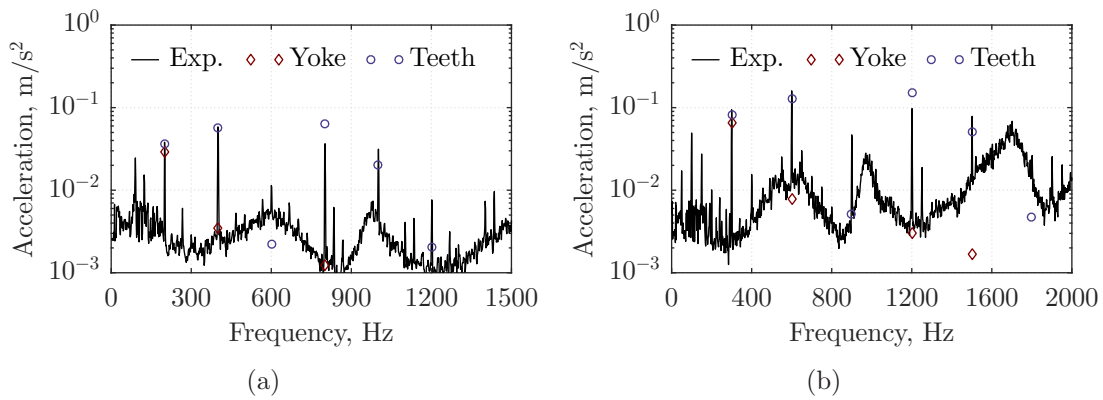 10^0
10^-1
10^-2
10^-3
Acceleration, m/s^2
Exp. Yoke Teeth
0 300 600 900 1200 1500
Frequency, Hz
(a)
10^0
10^-1
10^-2
10^-3
Acceleration, m/s^2
Exp. Yoke Teeth
0 400 800 1200 1600 2000
Frequency, Hz
(b)